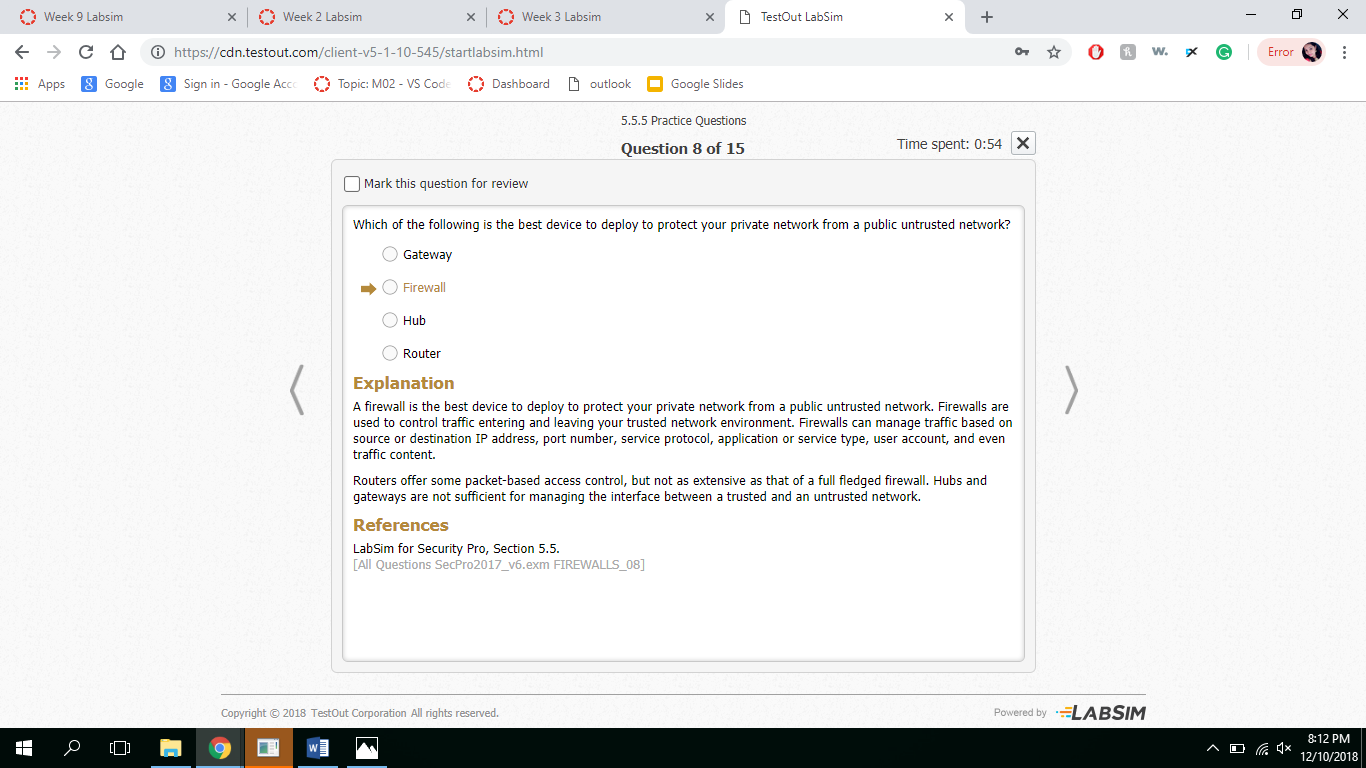 Week 9 Labsim
Week 2 Labsim
Week 3 Labsim
TestOut LabSim
https://cdn.testout.com/client-v5-1-10-545/startlabsim.html
Error
Apps
Google
Sign in - Google Acco
Topic: M02 - VS Code
Dashboard
outlook
Google Slides
5.5.5 Practice Questions
Question 8 of 15
Time spent: 0:54
Mark this question for review
Which of the following is the best device to deploy to protect your private network from a public untrusted network?
Gateway
Firewall
Hub
Router
Explanation
A firewall is the best device to deploy to protect your private network from a public untrusted network. Firewalls are
used to control traffic entering and leaving your trusted network environment. Firewalls can manage traffic based on
source or destination IP address, port number, service protocol, application or service type, user account, and even
traffic content.
Routers offer some packet-based access control, but not as extensive as that of a full fledged firewall. Hubs and
gateways are not sufficient for managing the interface between a trusted and an untrusted network.
References
LabSim for Security Pro, Section 5.5.
[All Questions SecPro2017_v6.exm FIREWALLS_08]
Copyright © 2018 TestOut Corporation All rights reserved.
Powered by LABSIM
8:12 PM
12/10/2018